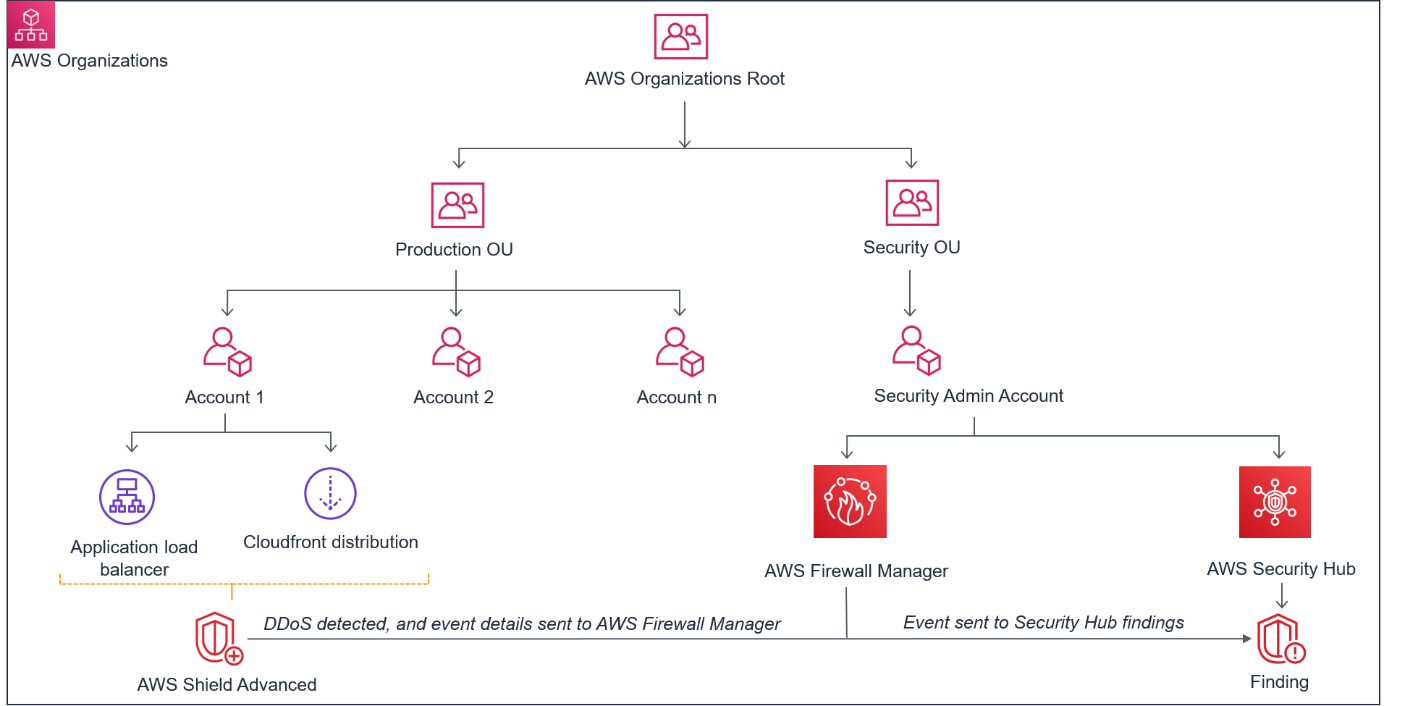 AWS Organizations
AWS Organizations Root
Production OU
Security OU
Account 1
Account 2
Account n
Security Admin Account
Application load
balancer
Cloudfront distribution
AWS Firewall Manager
AWS Security Hub
DDoS detected, and event details sent to AWS Firewall Manager
Event sent to Security Hub findings
AWS Shield Advanced
Finding